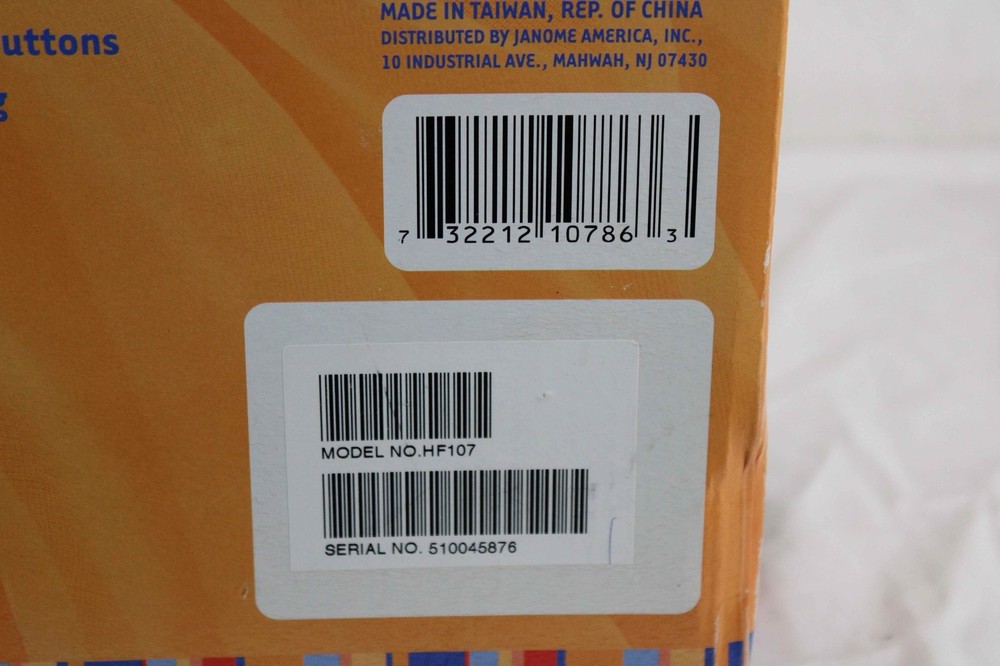 uttons
MADE IN TAIWAN, REP. OF CHINA
DISTRIBUTED BY JANOME AMERICA, INC.,
10 INDUSTRIAL AVE., MAHWAH, NJ 07430
7 32212 10786 3
MODEL NO.HF107
SERIAL NO. 510045876